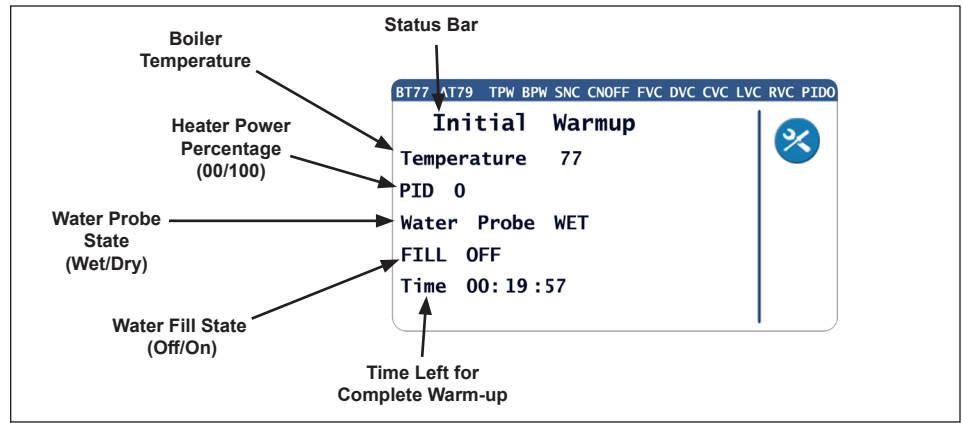 Status Bar
Boiler
Temperature
BT77 AT79 TPW BPW SNC CNOFF FVC DVC CVC LVC RVC PIDO
Initial Warmup
Heater Power
Percentage
(00/100)
Temperature 77
PID 0
Water Probe
State
(Wet/Dry)
Water Probe WET
FILL OFF
Time 00:19:57
Water Fill State
(Off/On)
Time Left for
Complete Warm-up